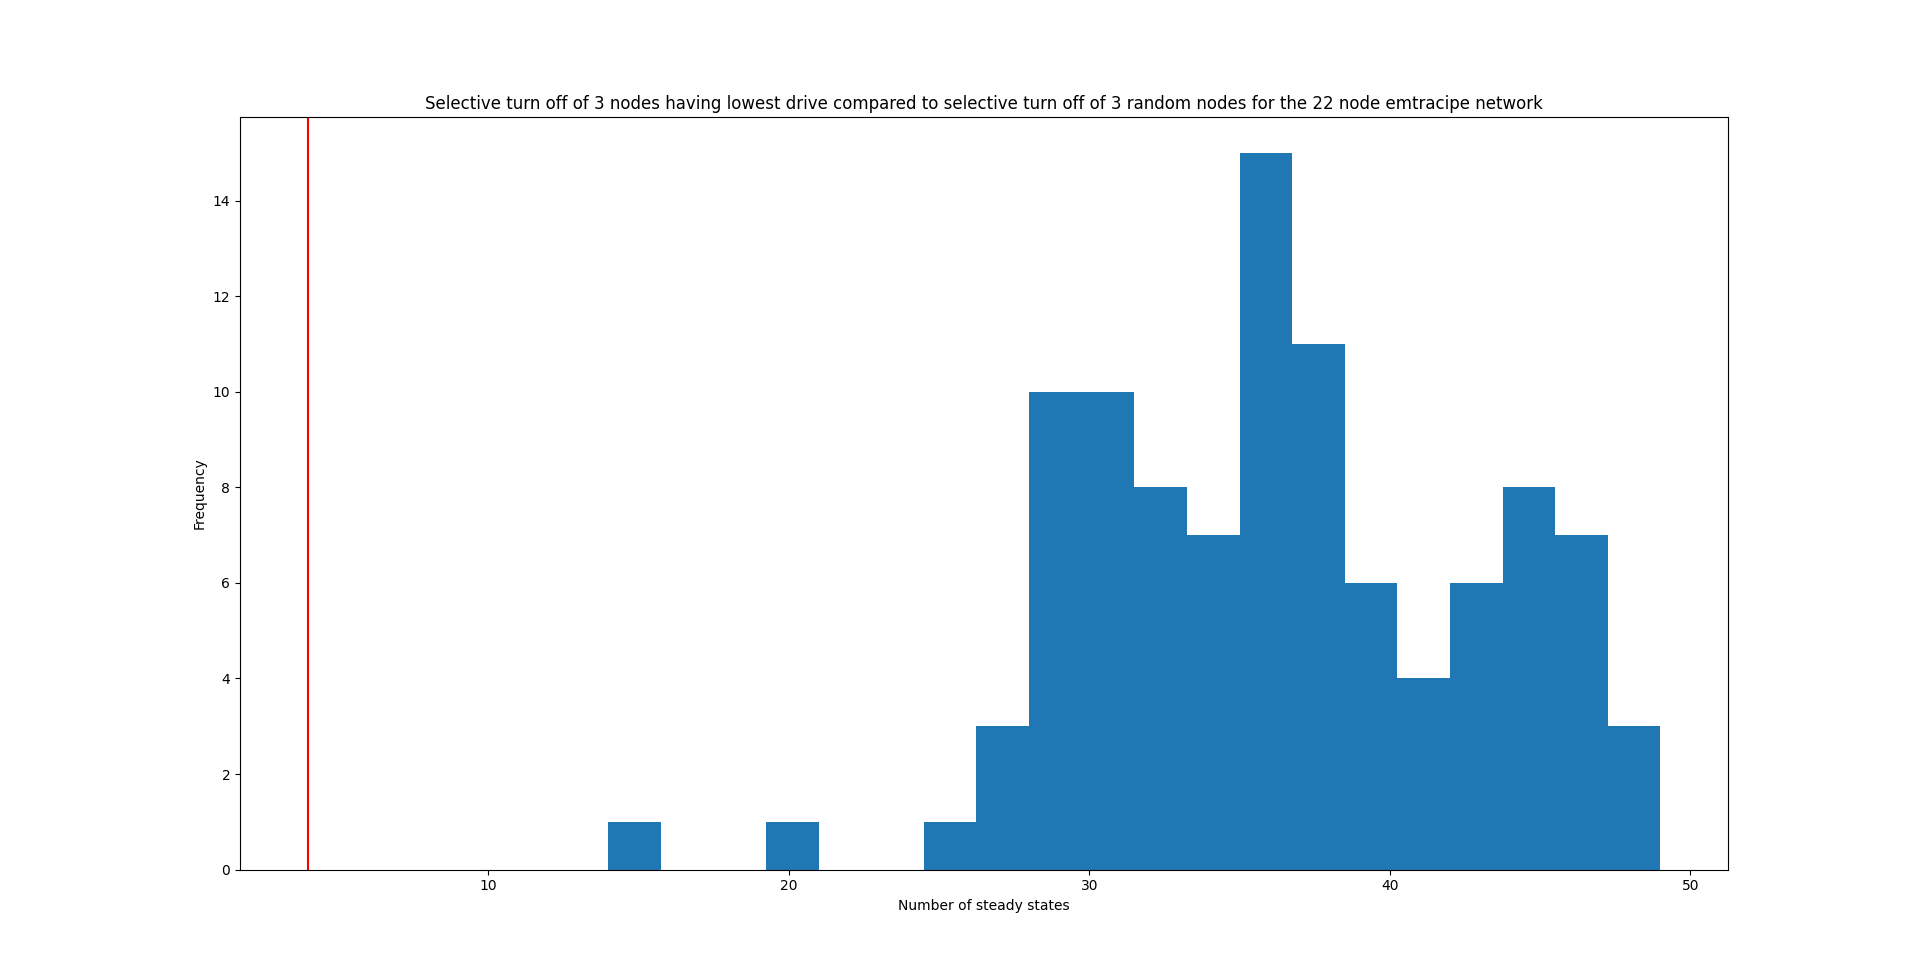 Selective turn off of 3 nodes having lowest drive compared to selective turn off of 3 random nodes for the 22 node emtracipe network
14
12
10
8
6
4
2
0
Frequency
10 20 30 40 50
Number of steady states